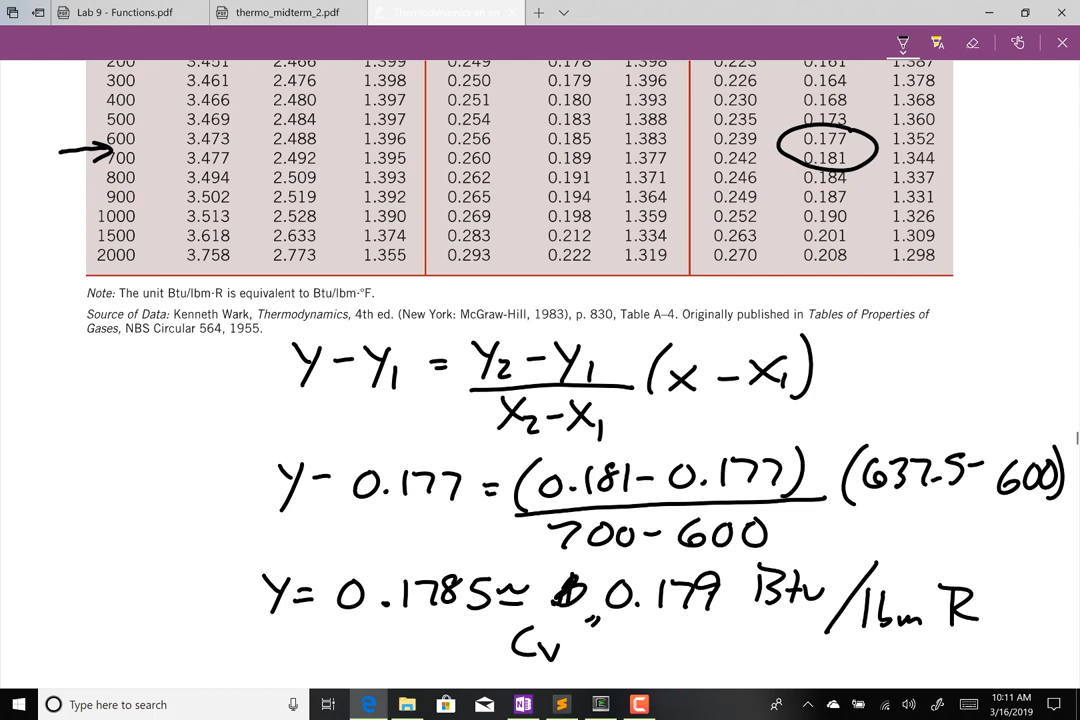 Lab 9 - Functions.pdf thermo_midterm_2.pdf Thermodynamics an en
200 3.451 2.466 1.399 0.249 0.178 1.398 0.223 0.161 1.387
300 3.461 2.476 1.398 0.250 0.179 1.396 0.226 0.164 1.378
400 3.466 2.480 1.397 0.251 0.180 1.393 0.230 0.168 1.368
500 3.469 2.484 1.397 0.254 0.183 1.388 0.235 0.173 1.360
600 3.473 2.488 1.396 0.256 0.185 1.383 0.239 0.177 1.352
700 3.477 2.492 1.395 0.260 0.189 1.377 0.242 0.181 1.344
800 3.494 2.509 1.393 0.262 0.191 1.371 0.246 0.184 1.337
900 3.502 2.519 1.392 0.265 0.194 1.364 0.249 0.187 1.331
1000 3.513 2.528 1.390 0.269 0.198 1.359 0.252 0.190 1.326
1500 3.618 2.633 1.374 0.283 0.212 1.334 0.263 0.201 1.309
2000 3.758 2.773 1.355 0.293 0.222 1.319 0.270 0.208 1.298
Note: The unit Btu/lbm·R is equivalent to Btu/lbm·°F.
Source of Data: Kenneth Wark, Thermodynamics, 4th ed. (New York: McGraw-Hill, 1983), p. 830, Table A–4. Originally published in Tables of Properties of
Gases, NBS Circular 564, 1955.
Y - Y1 = Y2 - Y1 (X - X1)
X2 - X1
Y - 0.177 = (0.181 - 0.177) (637.5 - 600)
700 - 600
Y = 0.1785 ≈ 0.179 Btu/lbm R
Cv "
Type here to search
10:11 AM
3/16/2019